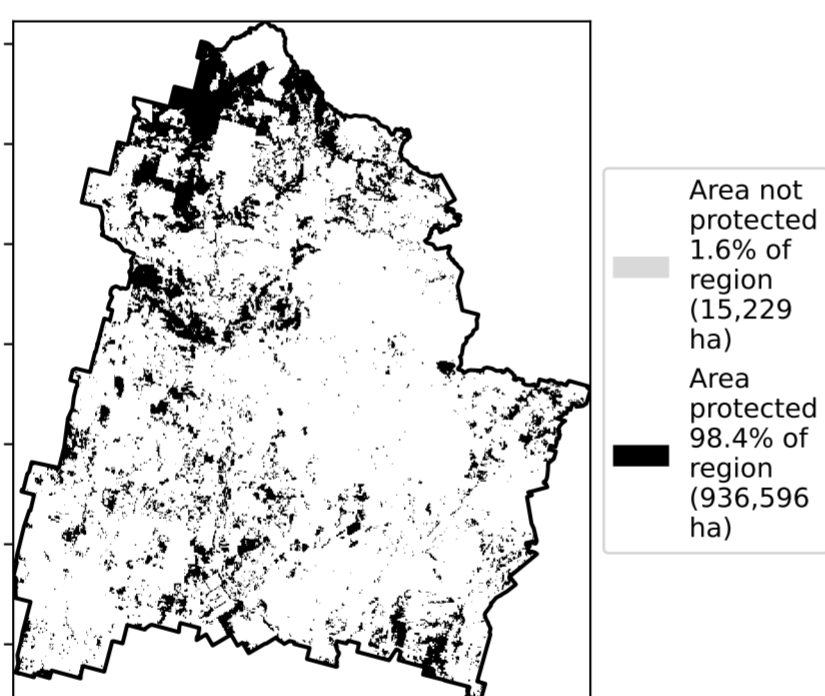 Area not
protected
1.6% of
region
(15,229
ha)
Area
protected
98.4% of
region
(936,596
ha)